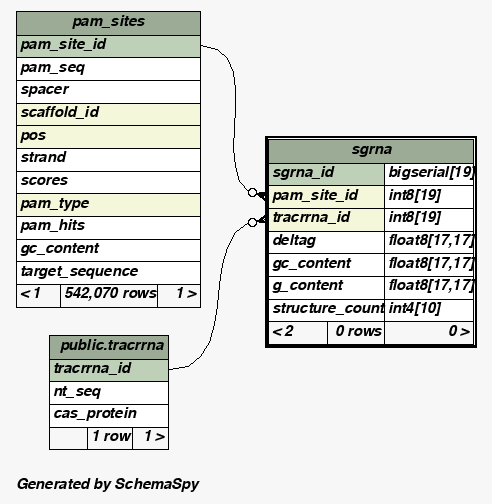 pam_sites
pam_site_id
pam_seq
spacer
scaffold_id
pos
strand
scores
pam_type
pam_hits
gc_content
target_sequence
< 1 542,070 rows 1 >
sgrna
sgrna_id bigserial[19]
pam_site_id int8[19]
tracrrna_id int8[19]
deltag float8[17,17]
gc_content float8[17,17]
g_content float8[17,17]
structure_count int4[10]
< 2 0 rows 0 >
public.tracrrna
tracrrna_id
nt_seq
cas_protein
1 row 1 >
Generated by SchemaSpy